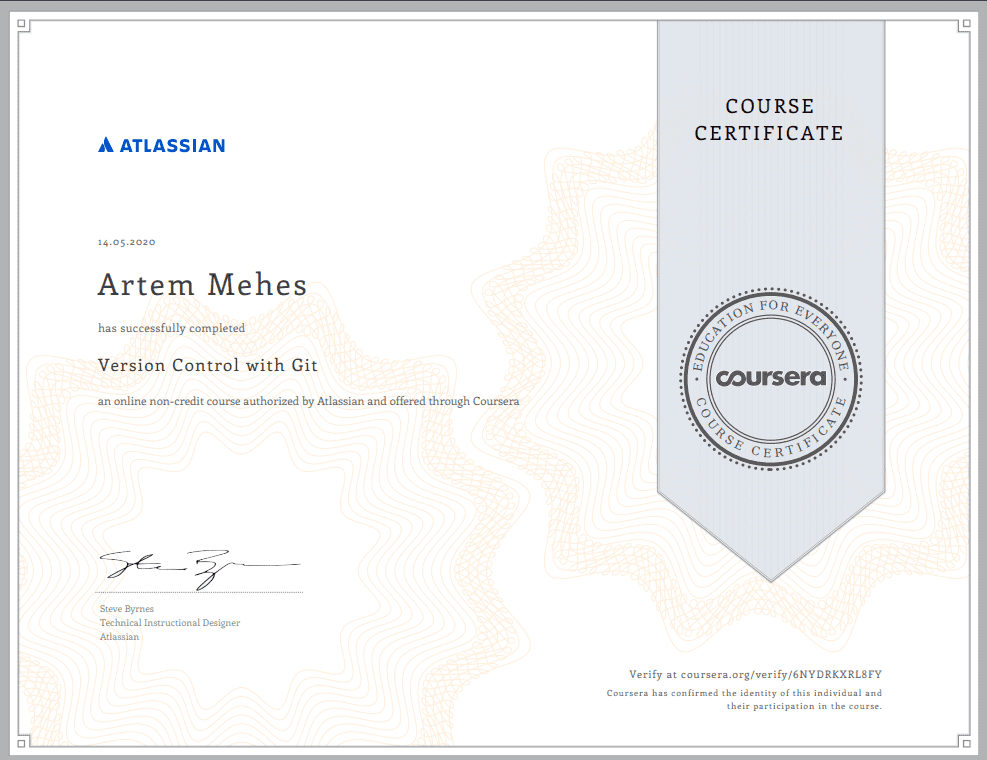 COURSE
CERTIFICATE
ATLASSIAN
14.05.2020
Artem Mehes
has successfully completed
Version Control with Git
an online non-credit course authorized by Atlassian and offered through Coursera
EDUCATION FOR EVERYONE
coursera
COURSE CERTIFICATE
Steve Byrnes
Technical Instructional Designer
Atlassian
Verify at coursera.org/verify/6NYDRKXRL8FY
Coursera has confirmed the identity of this individual and
their participation in the course.